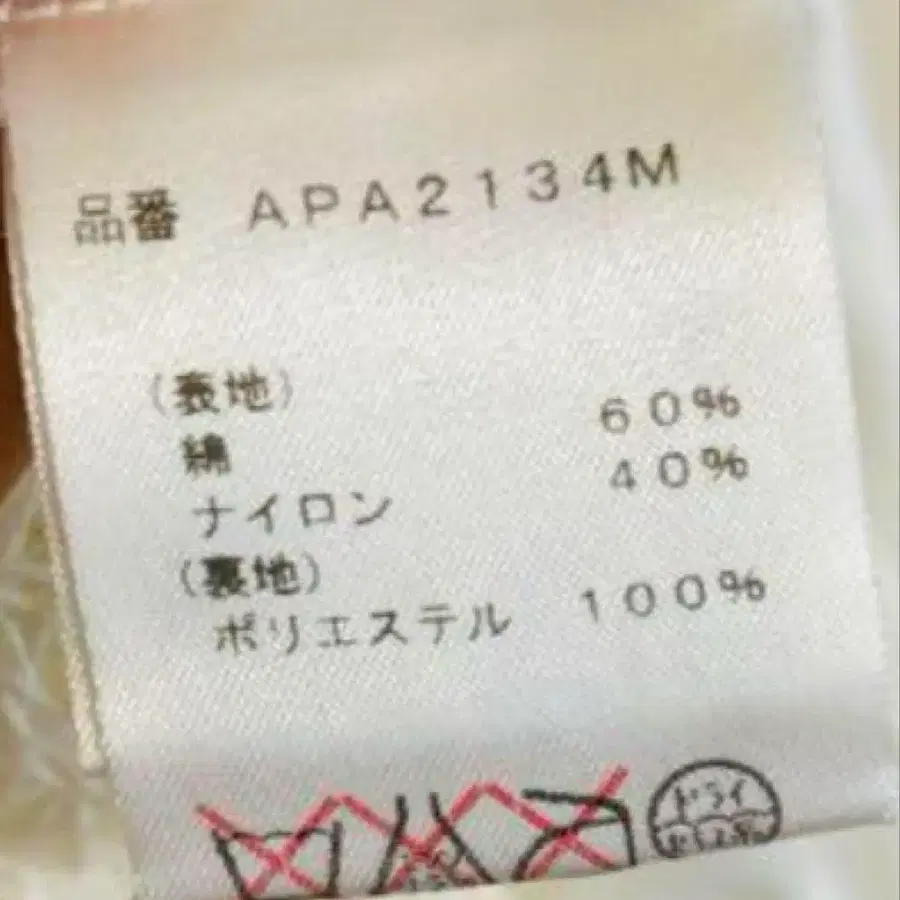 品番 APA2134M
(表地)
綿 60%
ナイロン 40%
(裏地)
ポリエステル 100%
ドライ